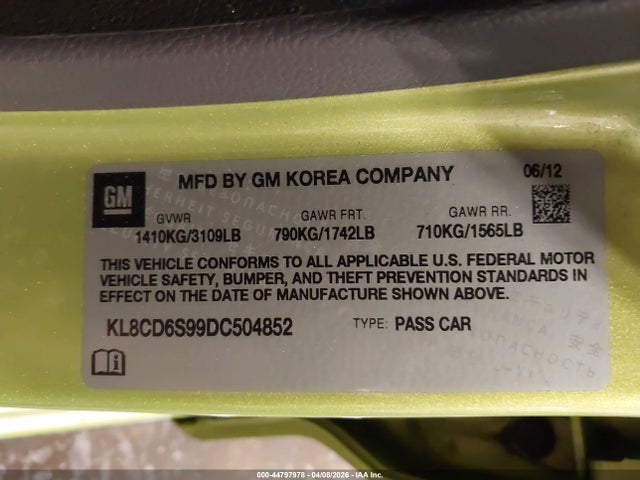 GM
MFD BY GM KOREA COMPANY
06/12
GVWR GAWR FRT. GAWR RR.
1410KG/3109LB 790KG/1742LB 710KG/1565LB
THIS VEHICLE CONFORMS TO ALL APPLICABLE U.S. FEDERAL MOTOR
VEHICLE SAFETY, BUMPER, AND THEFT PREVENTION STANDARDS IN
EFFECT ON THE DATE OF MANUFACTURE SHOWN ABOVE.
KL8CD6S99DC504852 TYPE: PASS CAR
000-44797978 - 04/08/2026 - IAA Inc.